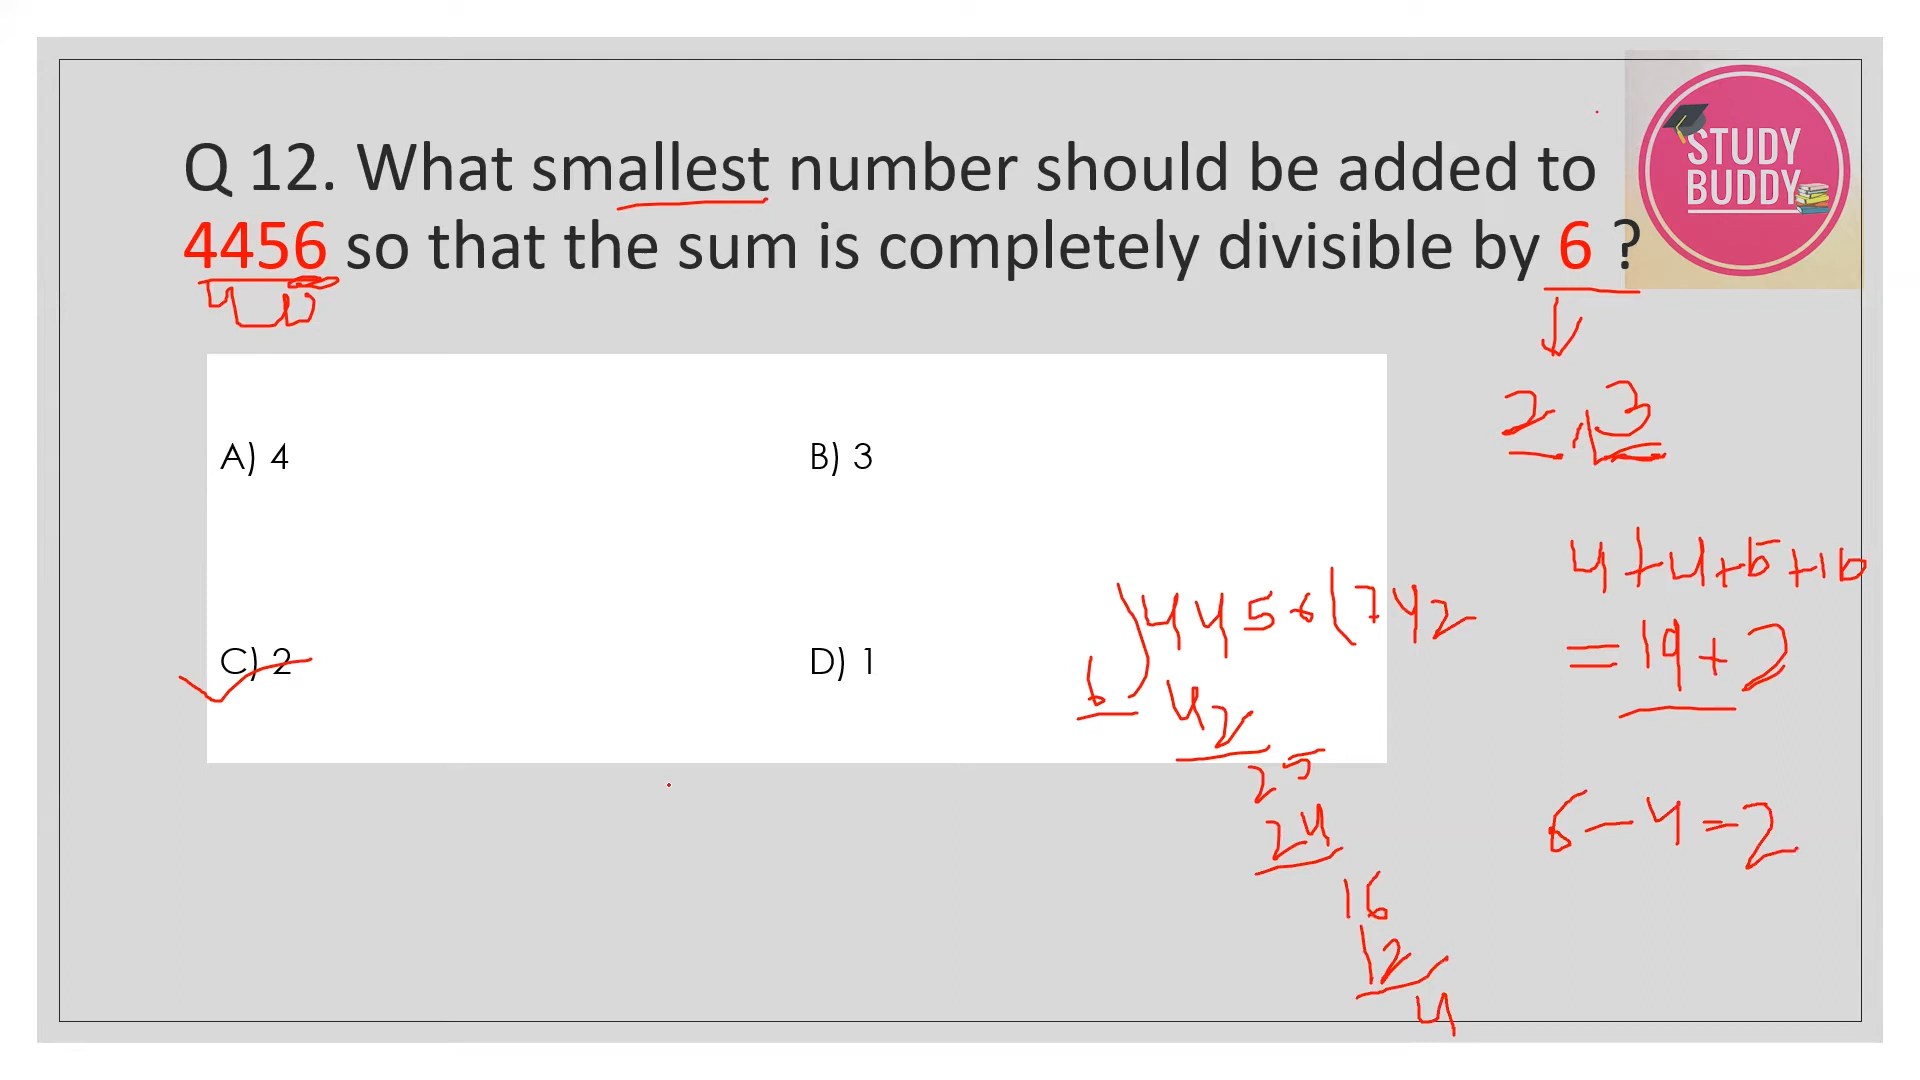 Q 12. What smallest number should be added to
4456 so that the sum is completely divisible by 6 ?
STUDY
BUDDY
2, 3
A) 4
B) 3
4+4+5+6
6)4456(742
= 19+2
C) 2
D) 1
42
25
24
6-4=2
16
12
4